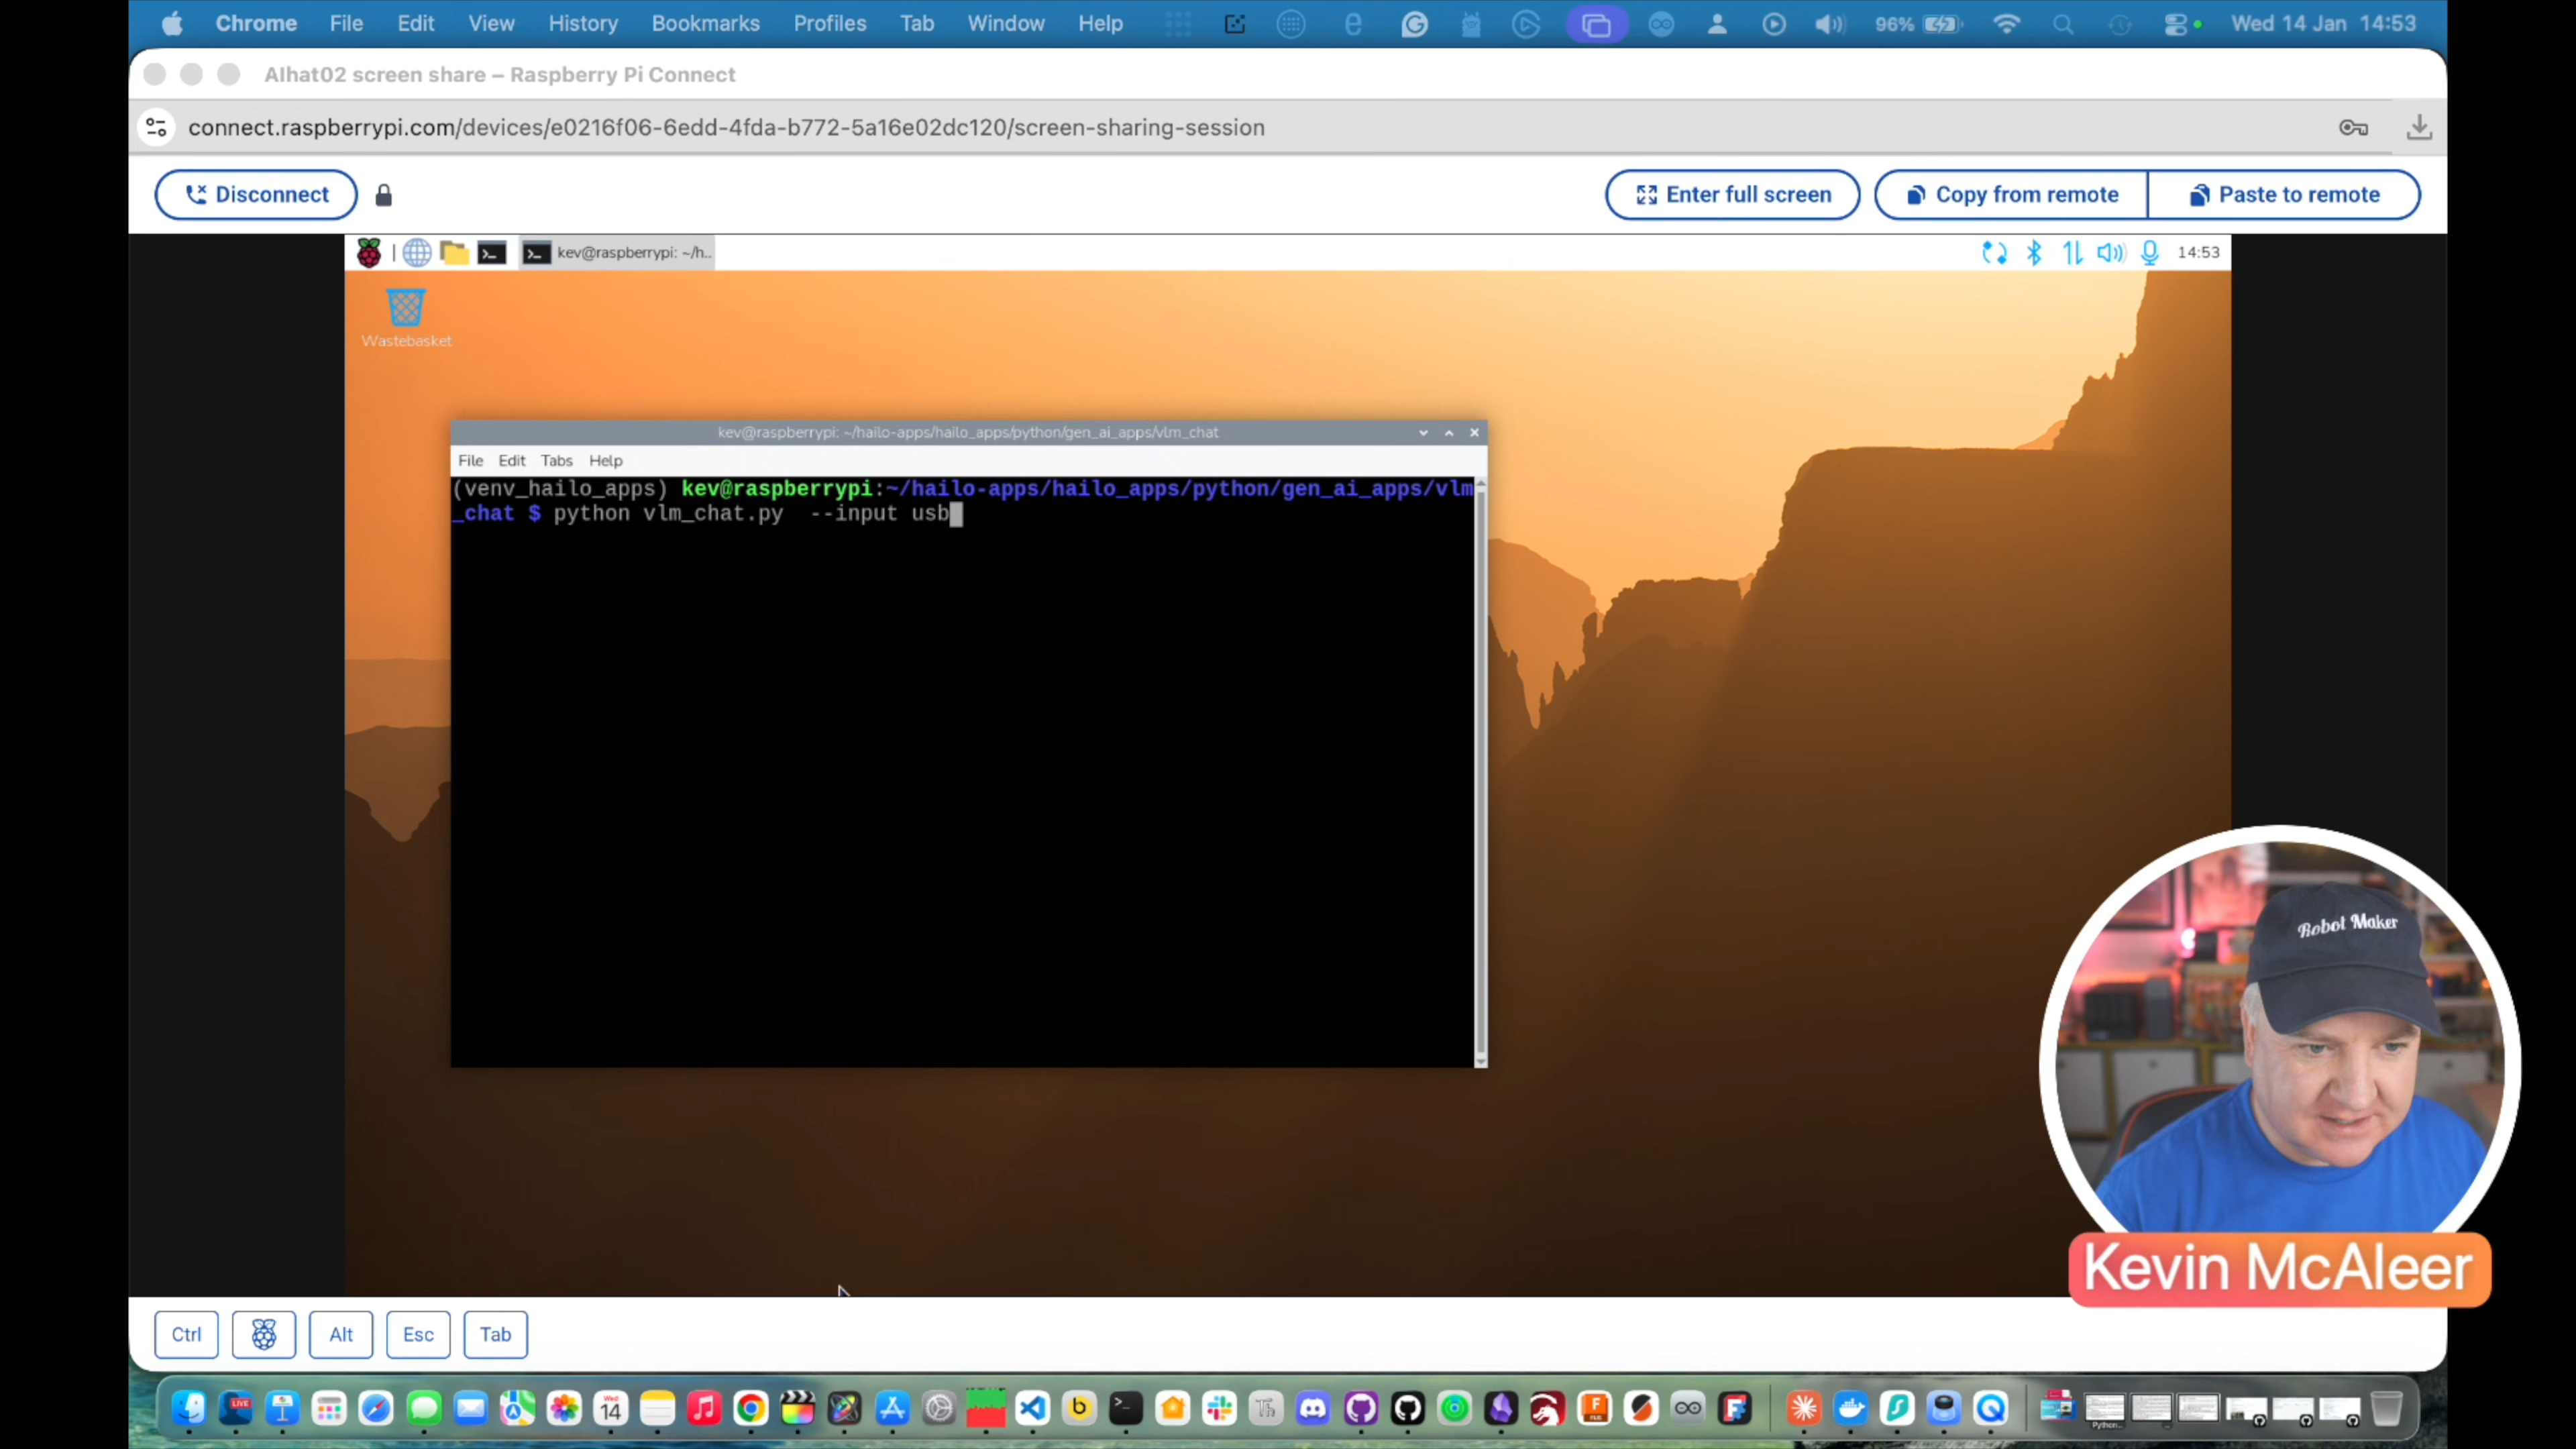 Chrome File Edit View History Bookmarks Profiles Tab Window Help 96% Wed 14 Jan 14:53
AIhat02 screen share – Raspberry Pi Connect
connect.raspberrypi.com/devices/e0216f06-6edd-4fda-b772-5a16e02dc120/screen-sharing-session
Disconnect Enter full screen Copy from remote Paste to remote
kev@raspberrypi: ~/h.. 14:53
Wastebasket
kev@raspberrypi: ~/hailo-apps/hailo_apps/python/gen_ai_apps/vlm_chat
File Edit Tabs Help
(venv_hailo_apps) kev@raspberrypi:~/hailo-apps/hailo_apps/python/gen_ai_apps/vlm
_chat $ python vlm_chat.py  --input usb
Robot Maker
Kevin McAleer
Ctrl Alt Esc Tab
LIVE
Wed
14